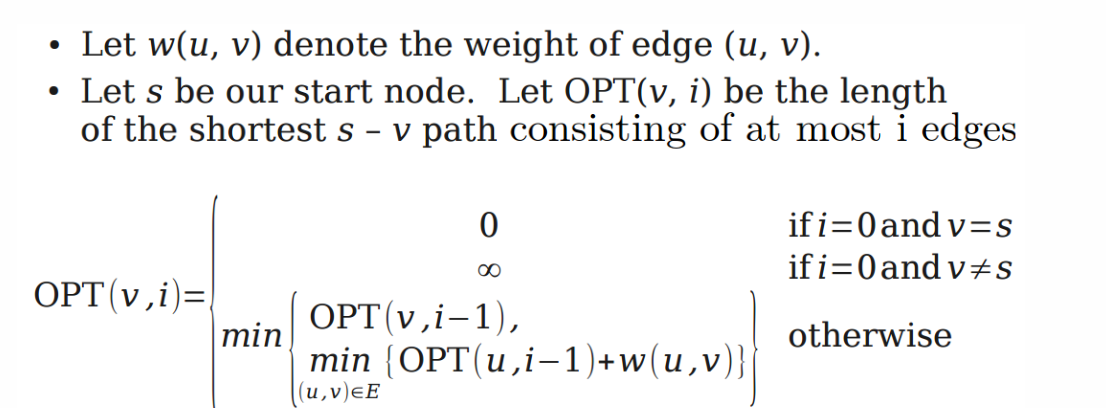 • Let w(u, v) denote the weight of edge (u, v).
• Let s be our start node. Let OPT(v, i) be the length
of the shortest s – v path consisting of at most i edges
0 if i=0 and v=s
∞ if i=0 and v≠s
OPT(v,i)=
min { OPT(v,i−1),
min {OPT(u,i−1)+w(u,v)} } otherwise
(u,v)∈E